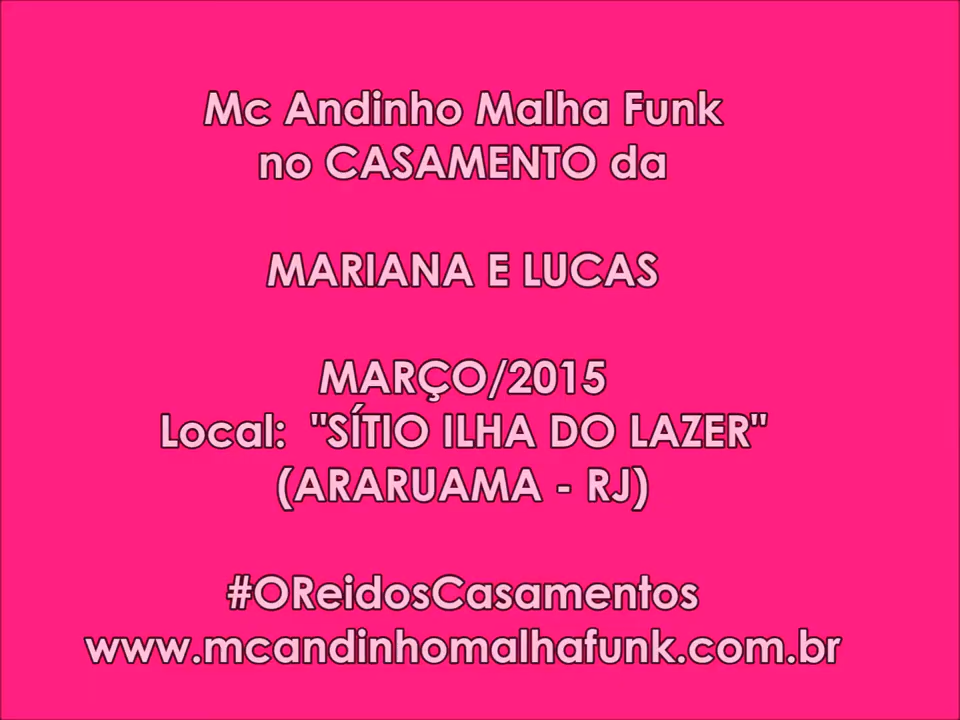 Mc Andinho Malha Funk
no CASAMENTO da
MARIANA E LUCAS
MARÇO/2015
Local:  "SÍTIO ILHA DO LAZER"
(ARARUAMA - RJ)
#OReidosCasamentos
www.mcandinhomalhafunk.com.br